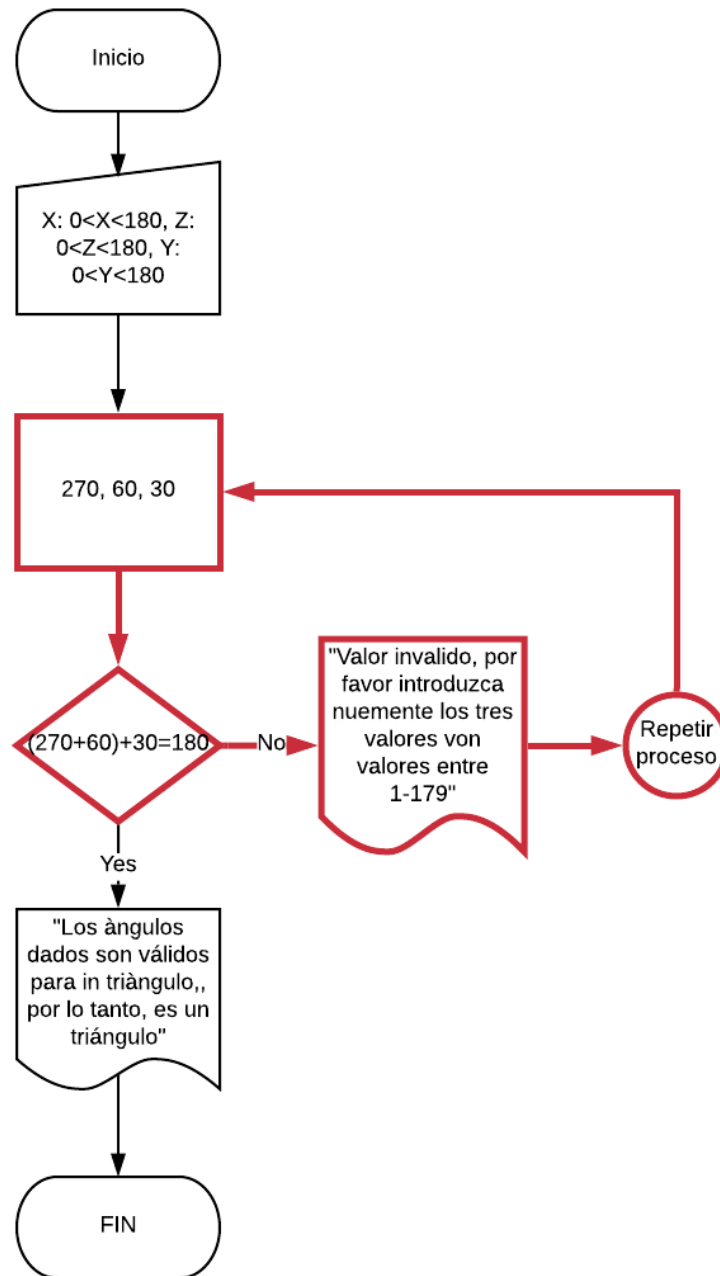 Inicio
X: 0<X<180, Z:
0<Z<180, Y:
0<Y<180
270, 60, 30
(270+60)+30=180
No
"Valor invalido, por
favor introduzca
nuemente los tres
valores von
valores entre
1-179"
Repetir
proceso
Yes
"Los àngulos
dados son válidos
para in triàngulo,,
por lo tanto, es un
triángulo"
FIN